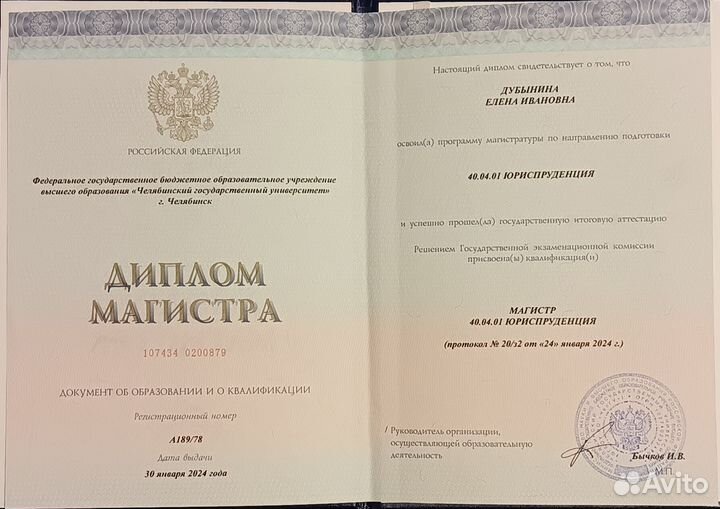 РОССИЙСКАЯ ФЕДЕРАЦИЯ
Федеральное государственное бюджетное образовательное учреждение
высшего образования «Челябинский государственный университет»
г. Челябинск
ДИПЛОМ
МАГИСТРА
107434 0200879
ДОКУМЕНТ ОБ ОБРАЗОВАНИИ И О КВАЛИФИКАЦИИ
Регистрационный номер
А189/78
Дата выдачи
30 января 2024 года
Настоящий диплом свидетельствует о том, что
ДУБЫНИНА
ЕЛЕНА ИВАНОВНА
освоил(а) программу магистратуры по направлению подготовки
40.04.01 ЮРИСПРУДЕНЦИЯ
и успешно прошел(ла) государственную итоговую аттестацию
Решением Государственной экзаменационной комиссии
присвоена(ы) квалификация(и)
МАГИСТР
40.04.01 ЮРИСПРУДЕНЦИЯ
(протокол № 20/з2 от «24» января 2024 г.)
Руководитель организации,
осуществляющей образовательную
деятельность
Бычков И.В.
М.П.
Avito